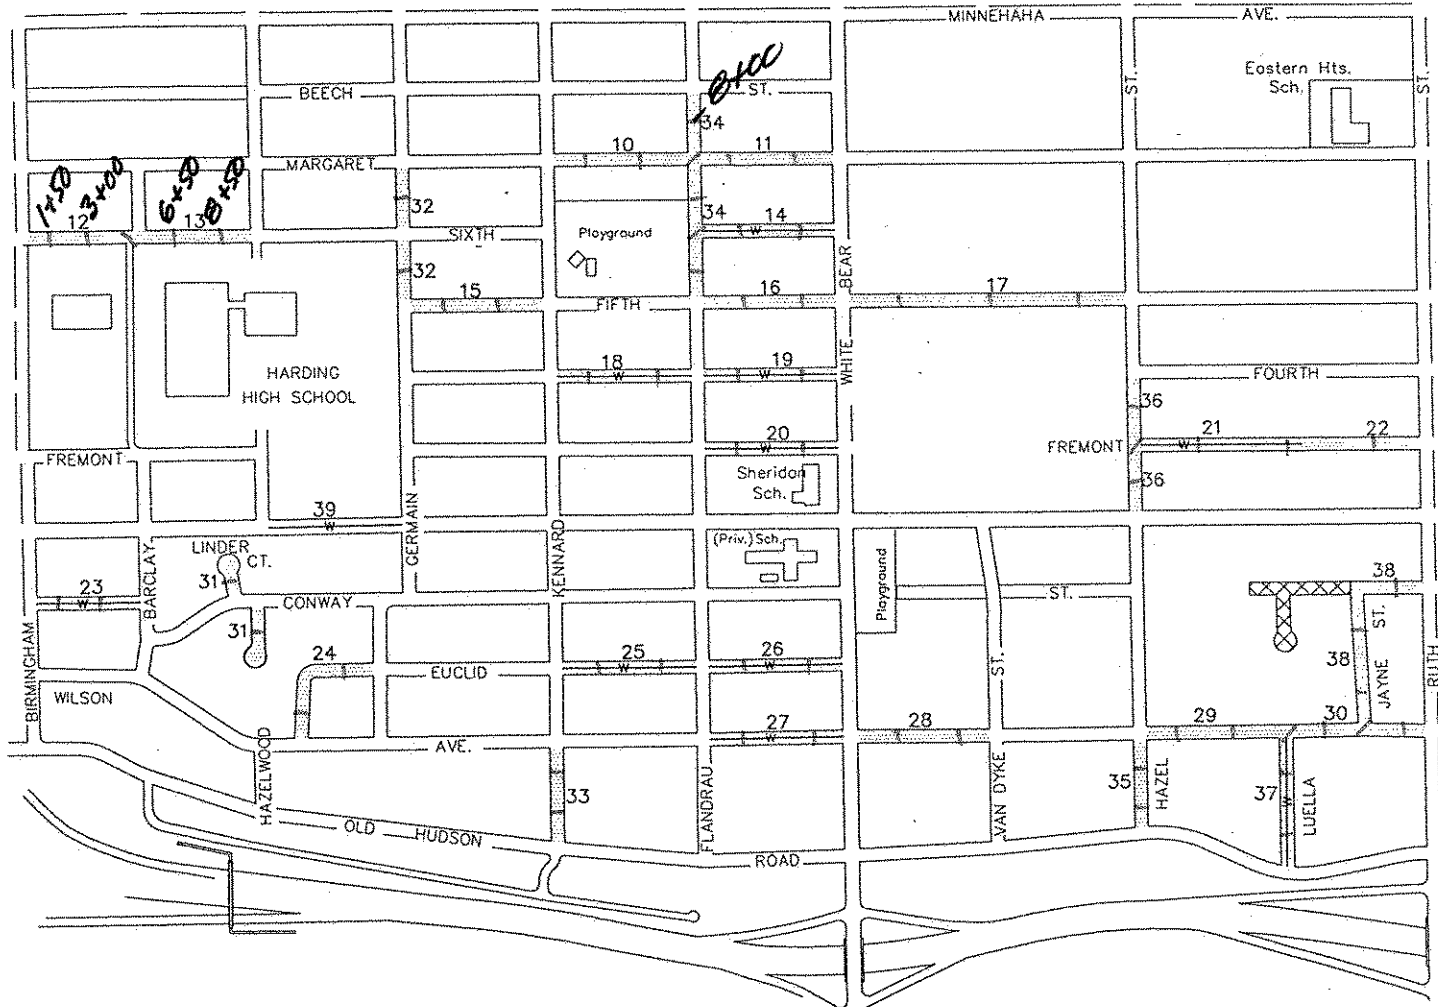 MINNEHAHA AVE.
Eastern Hts.
Sch.
ST.
ST.
BEECH ST.
8+00
34
10
11
MARGARET
1+50
3+00
6+50
8+50
12
13
32
34
14
W
SIXTH
Playground
32
15
16
17
BEAR
FIFTH
HARDING
HIGH SCHOOL
18
W
19
W
WHITE
FOURTH
36
20
W
FREMONT
21
W
22
FREMONT
Sheridan
Sch.
36
39
W
GERMAIN
KENNARD
LINDER
CT.
(Priv.) Sch.
Playground
31
23
W
BARCLAY
CONWAY
ST.
38
ST.
31
24
25
W
26
W
EUCLID
38
JAYNE
RUTH
BIRMINGHAM
WILSON
ST.
27
W
28
29
30
AVE.
HAZELWOOD
33
FLANDRAU
VAN DYKE
35
HAZEL
37
W
LUELLA
OLD HUDSON
ROAD